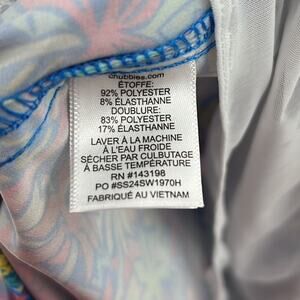 chubbies.com
ÉTOFFE:
92% POLYESTER
8% ÉLASTHANNE
DOUBLURE:
83% POLYESTER
17% ÉLASTHANNE
LAVER À LA MACHINE
À L'EAU FROIDE
SÉCHER PAR CULBUTAGE
À BASSE TEMPÉRATURE
RN #143198
PO #SS24SW1970H
FABRIQUÉ AU VIETNAM